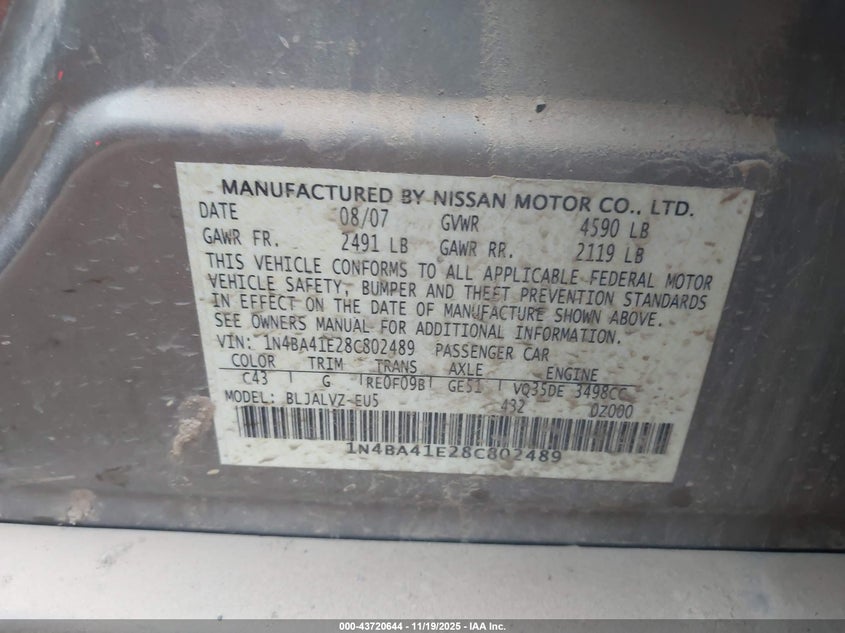 MANUFACTURED BY NISSAN MOTOR CO., LTD.
DATE 08/07 GVWR 4590 LB
GAWR FR. 2491 LB GAWR RR. 2119 LB
THIS VEHICLE CONFORMS TO ALL APPLICABLE FEDERAL MOTOR
VEHICLE SAFETY, BUMPER AND THEFT PREVENTION STANDARDS
IN EFFECT ON THE DATE OF MANUFACTURE SHOWN ABOVE.
SEE OWNERS MANUAL FOR ADDITIONAL INFORMATION.
VIN: 1N4BA41E28C802489 PASSENGER CAR
COLOR TRIM TRANS AXLE ENGINE
C43 G RE0F09B GE51 VQ35DE 3498CC
MODEL: BLJALVZ-EU5 432 0Z000
1N4BA41E28C802489
000-43720644 - 11/19/2025 - IAA Inc.